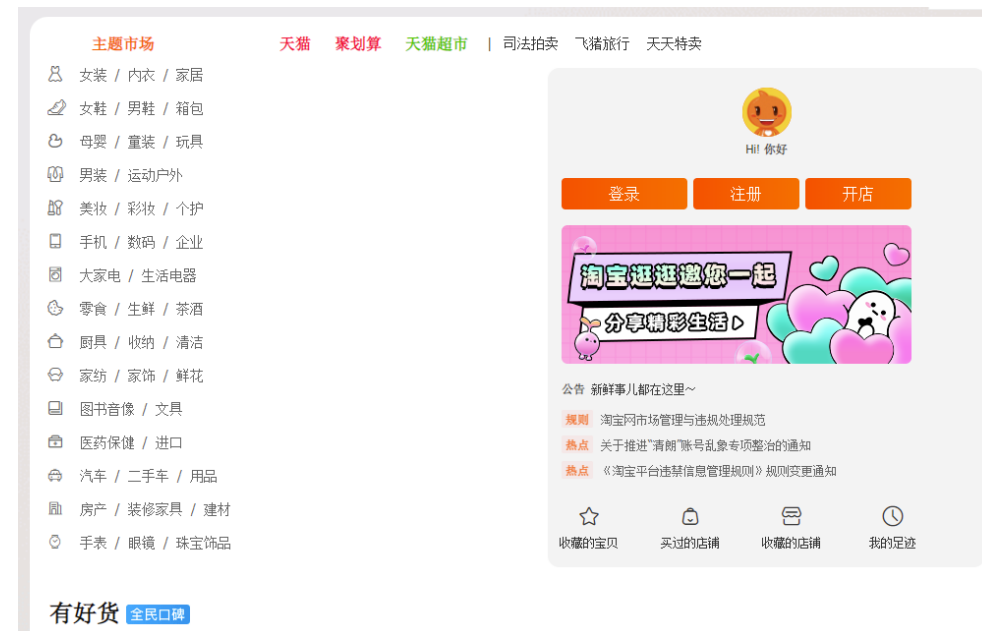 主题市场 天猫 聚划算 天猫超市 | 司法拍卖 飞猪旅行 天天特卖
女装 / 内衣 / 家居
女鞋 / 男鞋 / 箱包
母婴 / 童装 / 玩具
男装 / 运动户外
美妆 / 彩妆 / 个护
手机 / 数码 / 企业
大家电 / 生活电器
零食 / 生鲜 / 茶酒
厨具 / 收纳 / 清洁
家纺 / 家饰 / 鲜花
图书音像 / 文具
医药保健 / 进口
汽车 / 二手车 / 用品
房产 / 装修家具 / 建材
手表 / 眼镜 / 珠宝饰品
Hi! 你好
登录 注册 开店
淘宝逛逛邀您一起
分享精彩生活
公告 新鲜事儿都在这里～
规则 淘宝网市场管理与违规处理规范
热点 关于推进"清朗"账号乱象专项整治的通知
热点 《淘宝平台违禁信息管理规则》规则变更通知
收藏的宝贝 买过的店铺 收藏的店铺 我的足迹
有好货 全民口碑